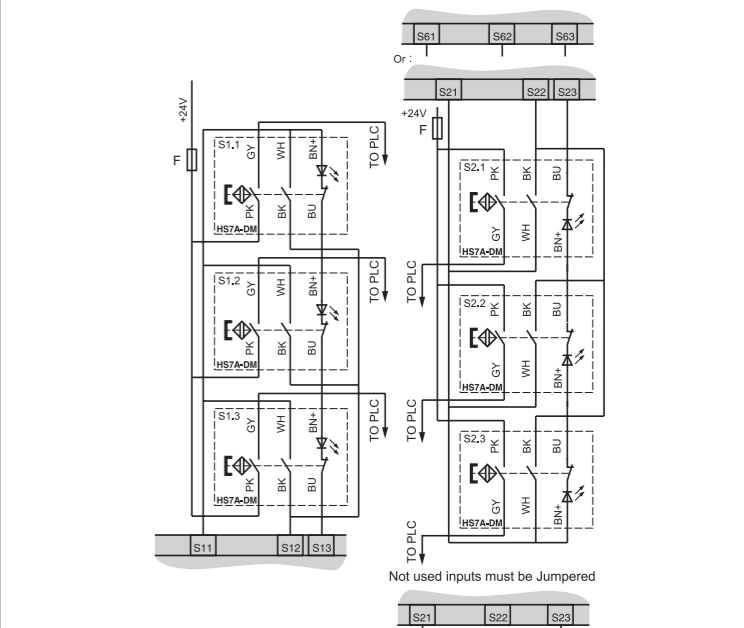 S61 S62 S63
Or :
S21 S22 S23
+24V
F
+24V
F
TO PLC
S1.1
GY
WH
BN+
PK
BK
BU
HS7A-DM
TO PLC
S1.2
GY
WH
BN+
PK
BK
BU
HS7A-DM
TO PLC
S1.3
GY
WH
BN+
PK
BK
BU
HS7A-DM
S11 S12 S13
S2.1
PK
BK
BU
GY
WH
BN+
HS7A-DM
TO PLC
S2.2
PK
BK
BU
GY
WH
BN+
HS7A-DM
TO PLC
S2.3
PK
BK
BU
GY
WH
BN+
HS7A-DM
TO PLC
Not used inputs must be Jumpered
S21 S22 S23